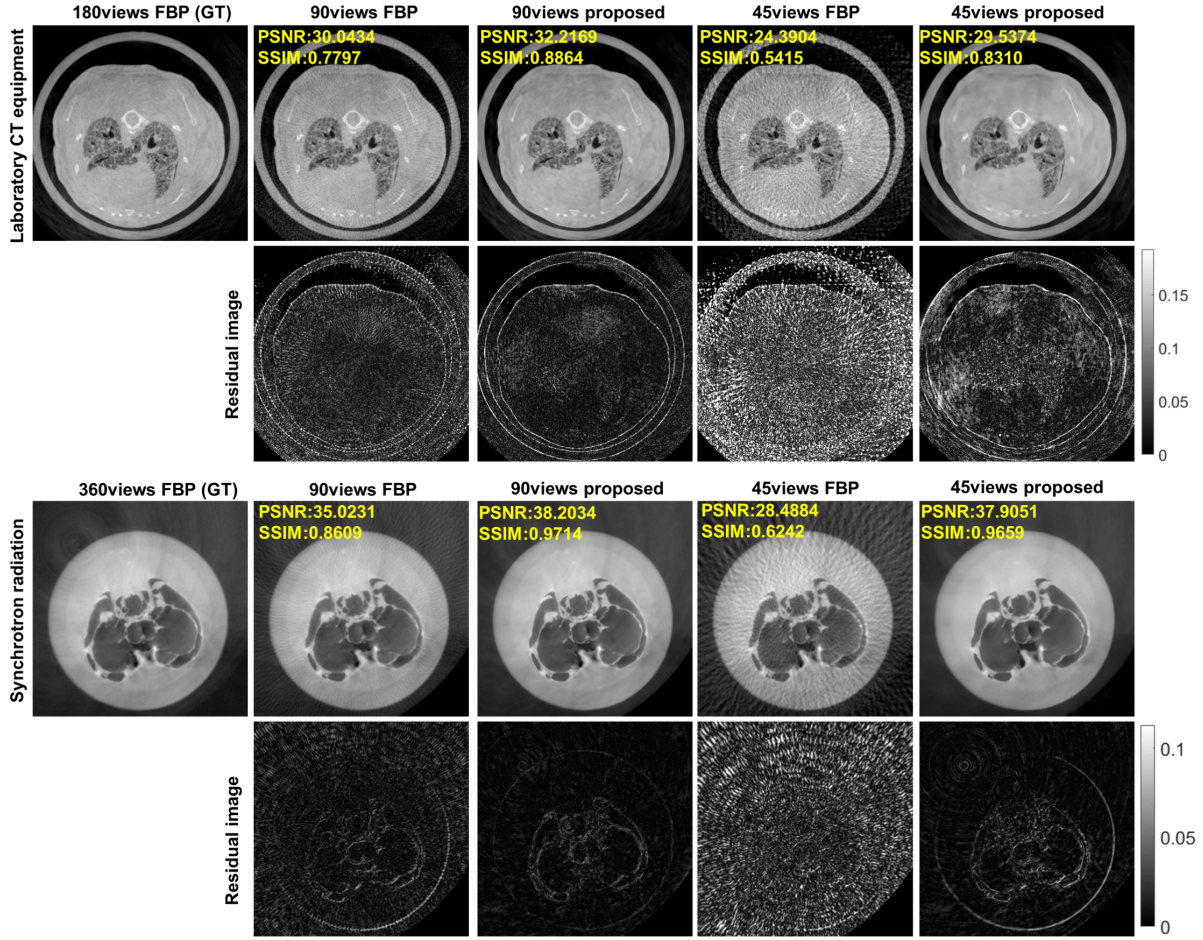 180views FBP (GT)
90views FBP
90views proposed
45views FBP
45views proposed
Laboratory CT equipment
PSNR:30.0434
SSIM:0.7797
PSNR:32.2169
SSIM:0.8864
PSNR:24.3904
SSIM:0.5415
PSNR:29.5374
SSIM:0.8310
Residual image
0.15
0.1
0.05
0
360views FBP (GT)
90views FBP
90views proposed
45views FBP
45views proposed
Synchrotron radiation
PSNR:35.0231
SSIM:0.8609
PSNR:38.2034
SSIM:0.9714
PSNR:28.4884
SSIM:0.6242
PSNR:37.9051
SSIM:0.9659
Residual image
0.1
0.05
0